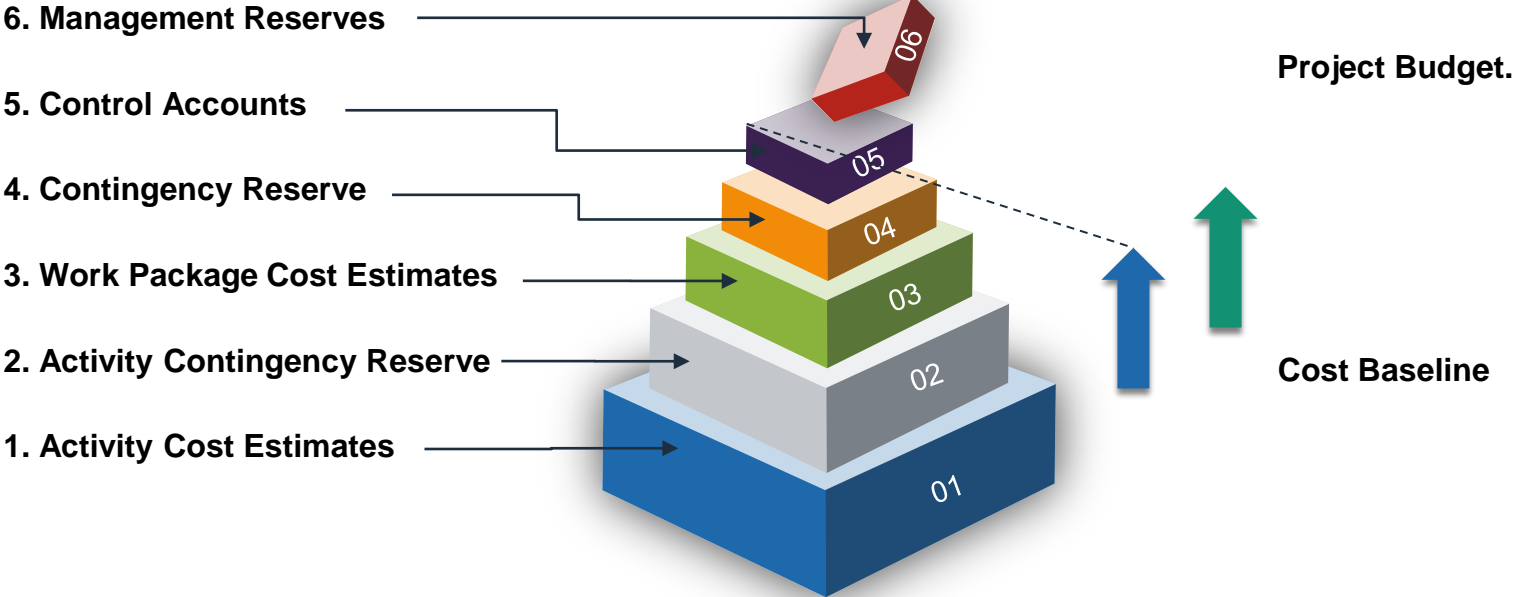 6. Management Reserves
5. Control Accounts
4. Contingency Reserve
3. Work Package Cost Estimates
2. Activity Contingency Reserve
1. Activity Cost Estimates
06
05
04
03
02
01
Project Budget.
Cost Baseline